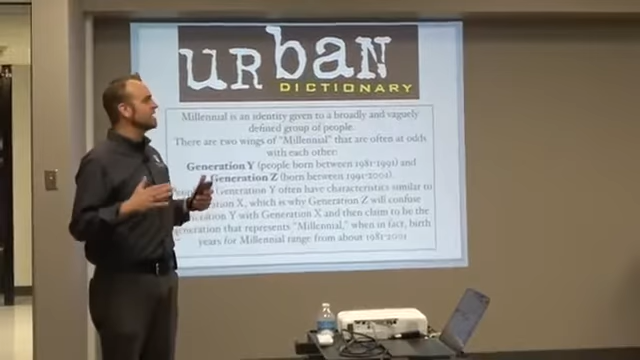 urban
DICTIONARY
Millennial is an identity given to a broadly and vaguely
defined group of people.
There are two wings of "Millennial" that are often at odds
with each other:
Generation Y (people born between 1981-1991) and
Generation Z (born between 1991-2001).
Generation Y often have characteristics similar to
X, which is why Generation Z will confuse
Y with Generation X and then claim to be the
generation that represents "Millennial," when in fact, birth
years for Millennial range from about 1981-2001